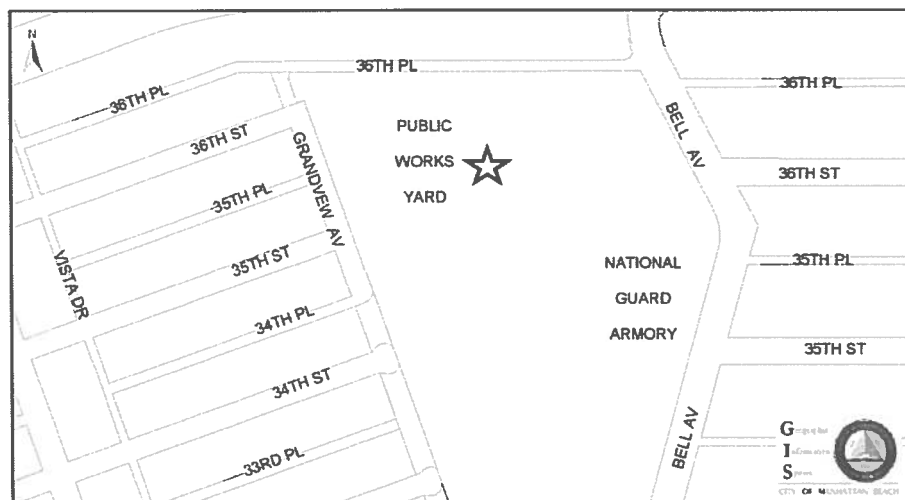 N
36TH PL
36TH PL
36TH PL
36TH ST
PUBLIC
WORKS
YARD
GRANDVIEW AV
BELL AV
36TH ST
35TH PL
35TH ST
VISTA DR
NATIONAL
GUARD
ARMORY
35TH PL
34TH PL
35TH ST
34TH ST
33RD PL
BELL AV
G
Information
I
S
CITY OF MANHATTAN BEACH